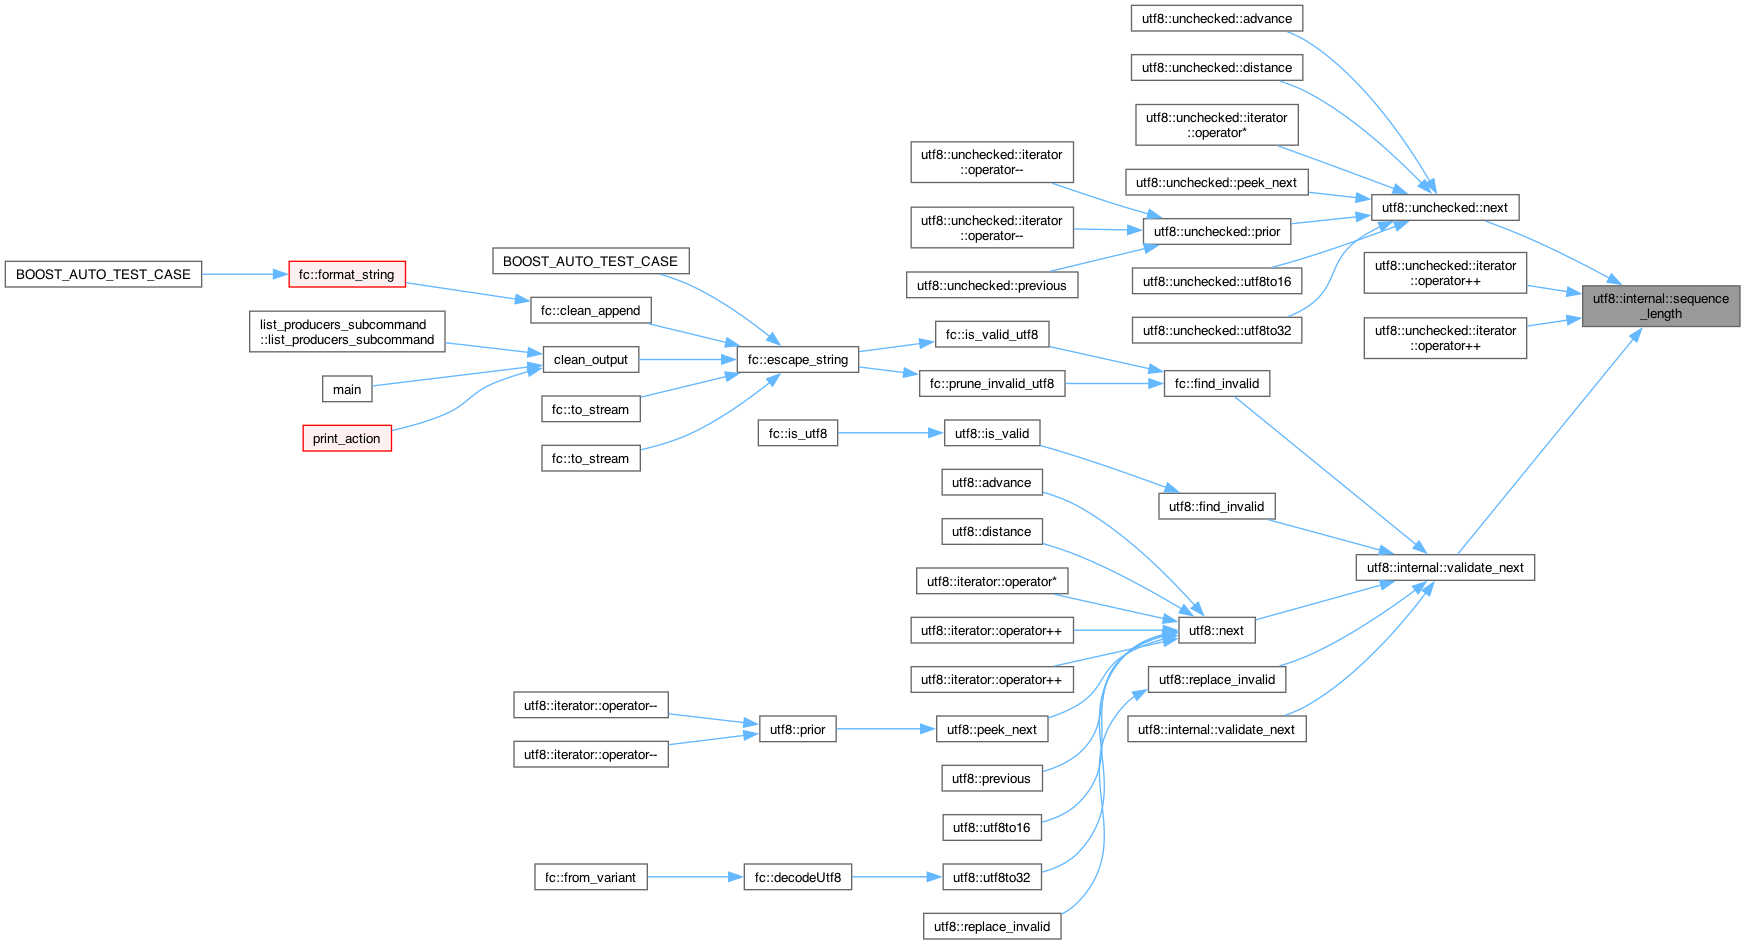 utf8::unchecked::advance
utf8::unchecked::distance
utf8::unchecked::iterator
::operator*
utf8::unchecked::iterator
::operator--
utf8::unchecked::peek_next
utf8::unchecked::next
utf8::unchecked::iterator
::operator--
utf8::unchecked::prior
BOOST_AUTO_TEST_CASE
BOOST_AUTO_TEST_CASE
fc::format_string
utf8::unchecked::previous
utf8::unchecked::utf8to16
utf8::unchecked::iterator
::operator++
utf8::internal::sequence
_length
fc::clean_append
list_producers_subcommand
::list_producers_subcommand
utf8::unchecked::utf8to32
utf8::unchecked::iterator
::operator++
fc::is_valid_utf8
clean_output
fc::escape_string
main
fc::prune_invalid_utf8
fc::find_invalid
fc::to_stream
print_action
fc::is_utf8
utf8::is_valid
fc::to_stream
utf8::advance
utf8::find_invalid
utf8::distance
utf8::internal::validate_next
utf8::iterator::operator*
utf8::iterator::operator++
utf8::next
utf8::iterator::operator++
utf8::replace_invalid
utf8::iterator::operator--
utf8::prior
utf8::peek_next
utf8::internal::validate_next
utf8::iterator::operator--
utf8::previous
utf8::utf8to16
fc::from_variant
fc::decodeUtf8
utf8::utf8to32
utf8::replace_invalid